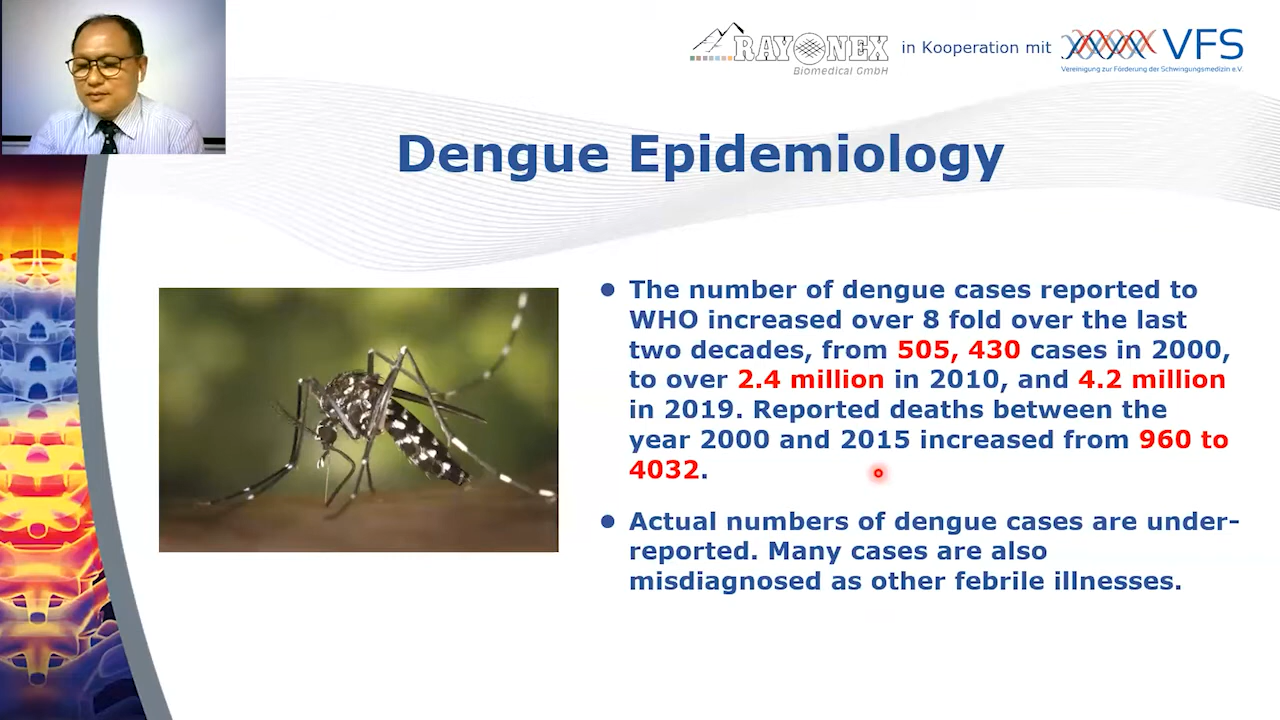 RAYONEX
Biomedical GmbH
in Kooperation mit
VFS
Vereinigung zur Förderung der Schwingungsmedizin e.V.
Dengue Epidemiology
The number of dengue cases reported to
WHO increased over 8 fold over the last
two decades, from 505, 430 cases in 2000,
to over 2.4 million in 2010, and 4.2 million
in 2019. Reported deaths between the
year 2000 and 2015 increased from 960 to
4032.
Actual numbers of dengue cases are under-
reported. Many cases are also
misdiagnosed as other febrile illnesses.